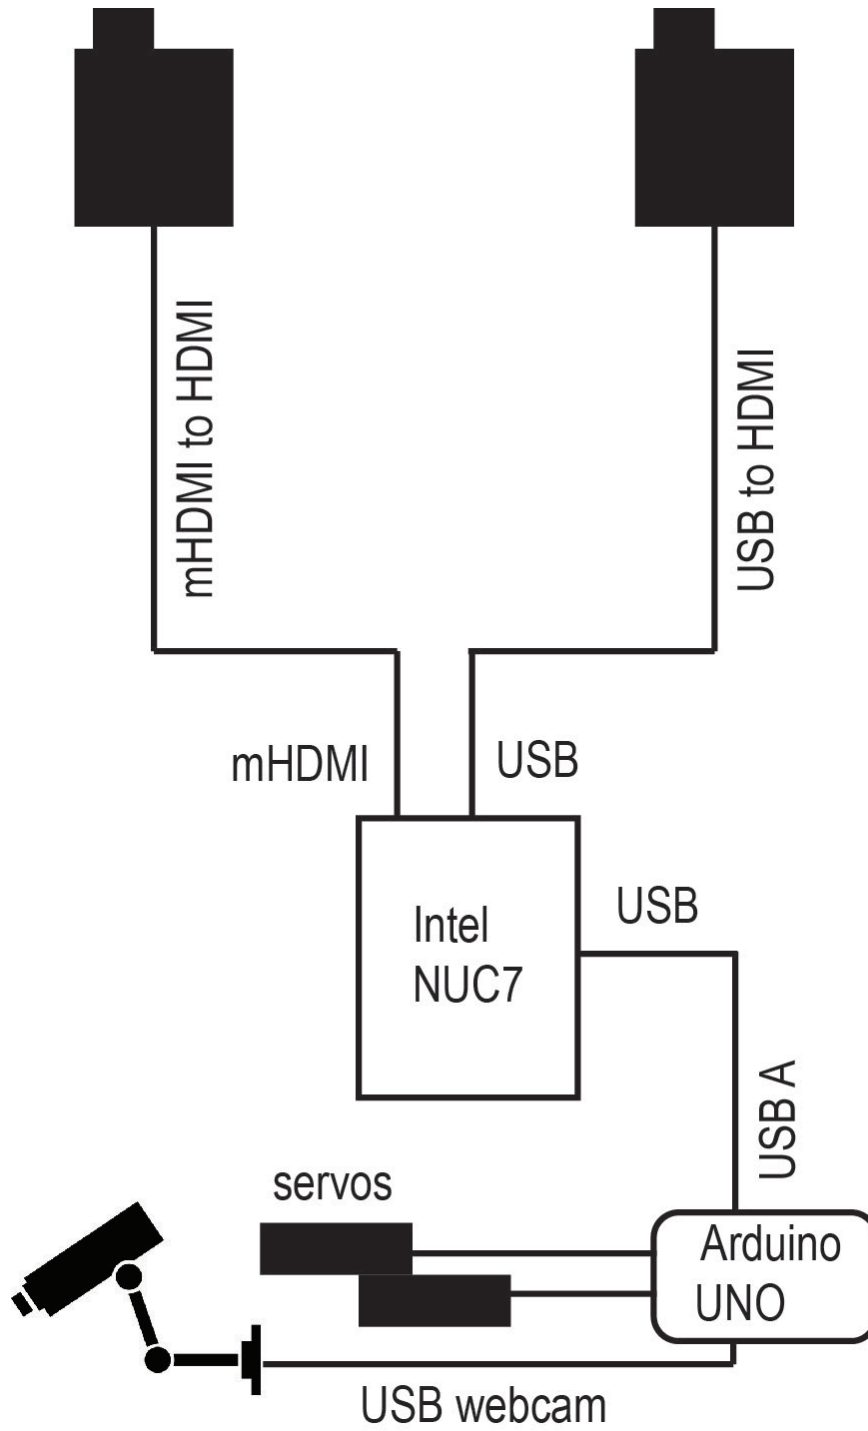 mHDMI to HDMI
USB to HDMI
mHDMI
USB
Intel
NUC7
USB
USB A
servos
Arduino
UNO
USB webcam